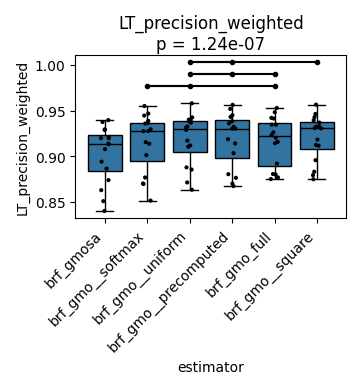 LT_precision_weighted
p = 1.24e-07
LT_precision_weighted
1.00
0.95
0.90
0.85
brf_gmosa
brf_gmo__softmax
brf_gmo__uniform
brf_gmo__precomputed
brf_gmo_full
brf_gmo__square
estimator